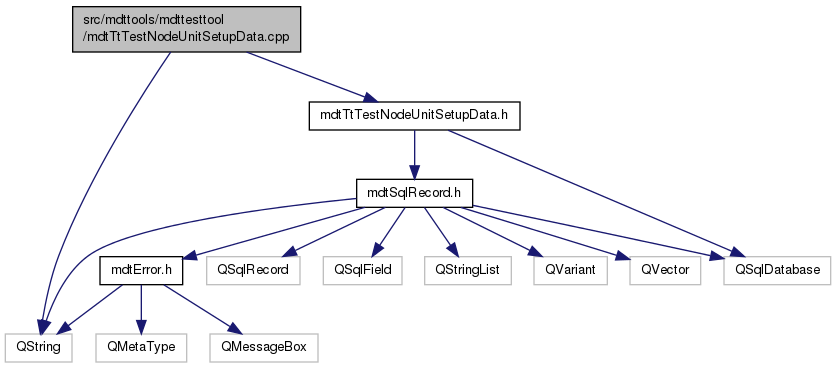 src/mdttools/mdttesttool
/mdtTtTestNodeUnitSetupData.cpp
mdtTtTestNodeUnitSetupData.h
mdtSqlRecord.h
mdtError.h
QSqlRecord
QSqlField
QStringList
QVariant
QVector
QSqlDatabase
QString
QMetaType
QMessageBox